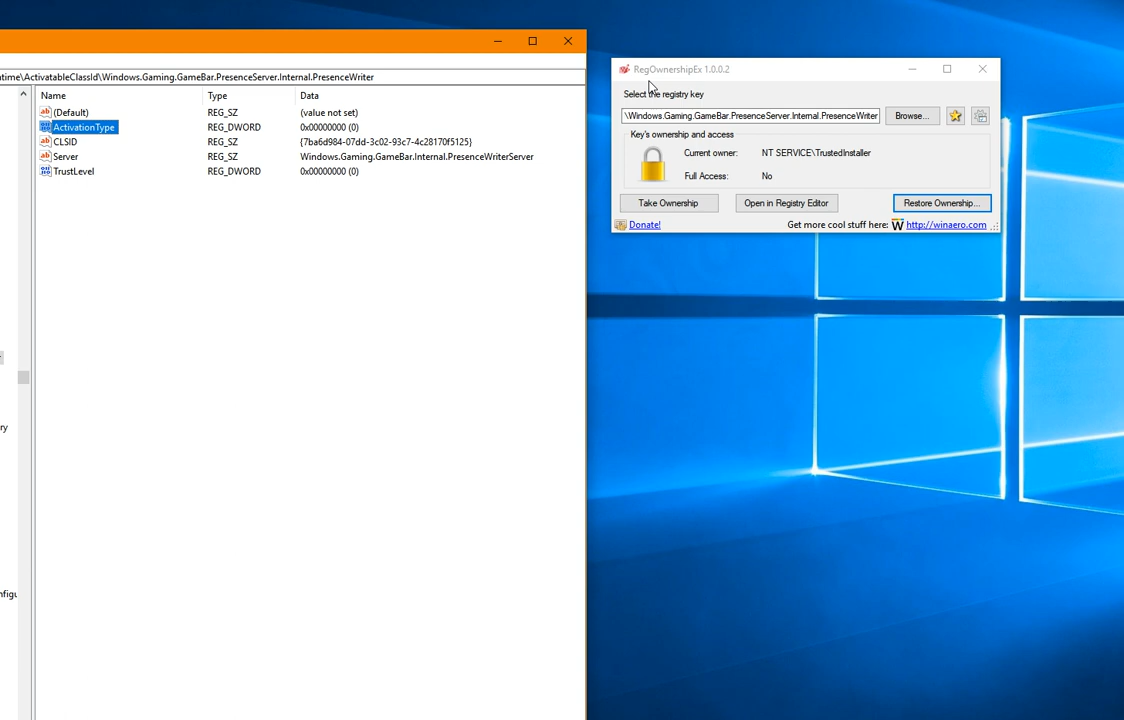 ntime\ActivatableClassId\Windows.Gaming.GameBar.PresenceServer.Internal.PresenceWriter
Name Type Data
(Default) REG_SZ (value not set)
ActivationType REG_DWORD 0x00000000 (0)
CLSID REG_SZ {7ba6d984-07dd-3c02-93c7-4c28170f5125}
Server REG_SZ Windows.Gaming.GameBar.Internal.PresenceWriterServer
TrustLevel REG_DWORD 0x00000000 (0)
ry
nfigu
RegOwnershipEx 1.0.0.2
Select the registry key
\Windows.Gaming.GameBar.PresenceServer.Internal.PresenceWriter Browse...
Key's ownership and access
Current owner: NT SERVICE\TrustedInstaller
Full Access: No
Take Ownership Open in Registry Editor Restore Ownership...
Donate! Get more cool stuff here: W http://winaero.com